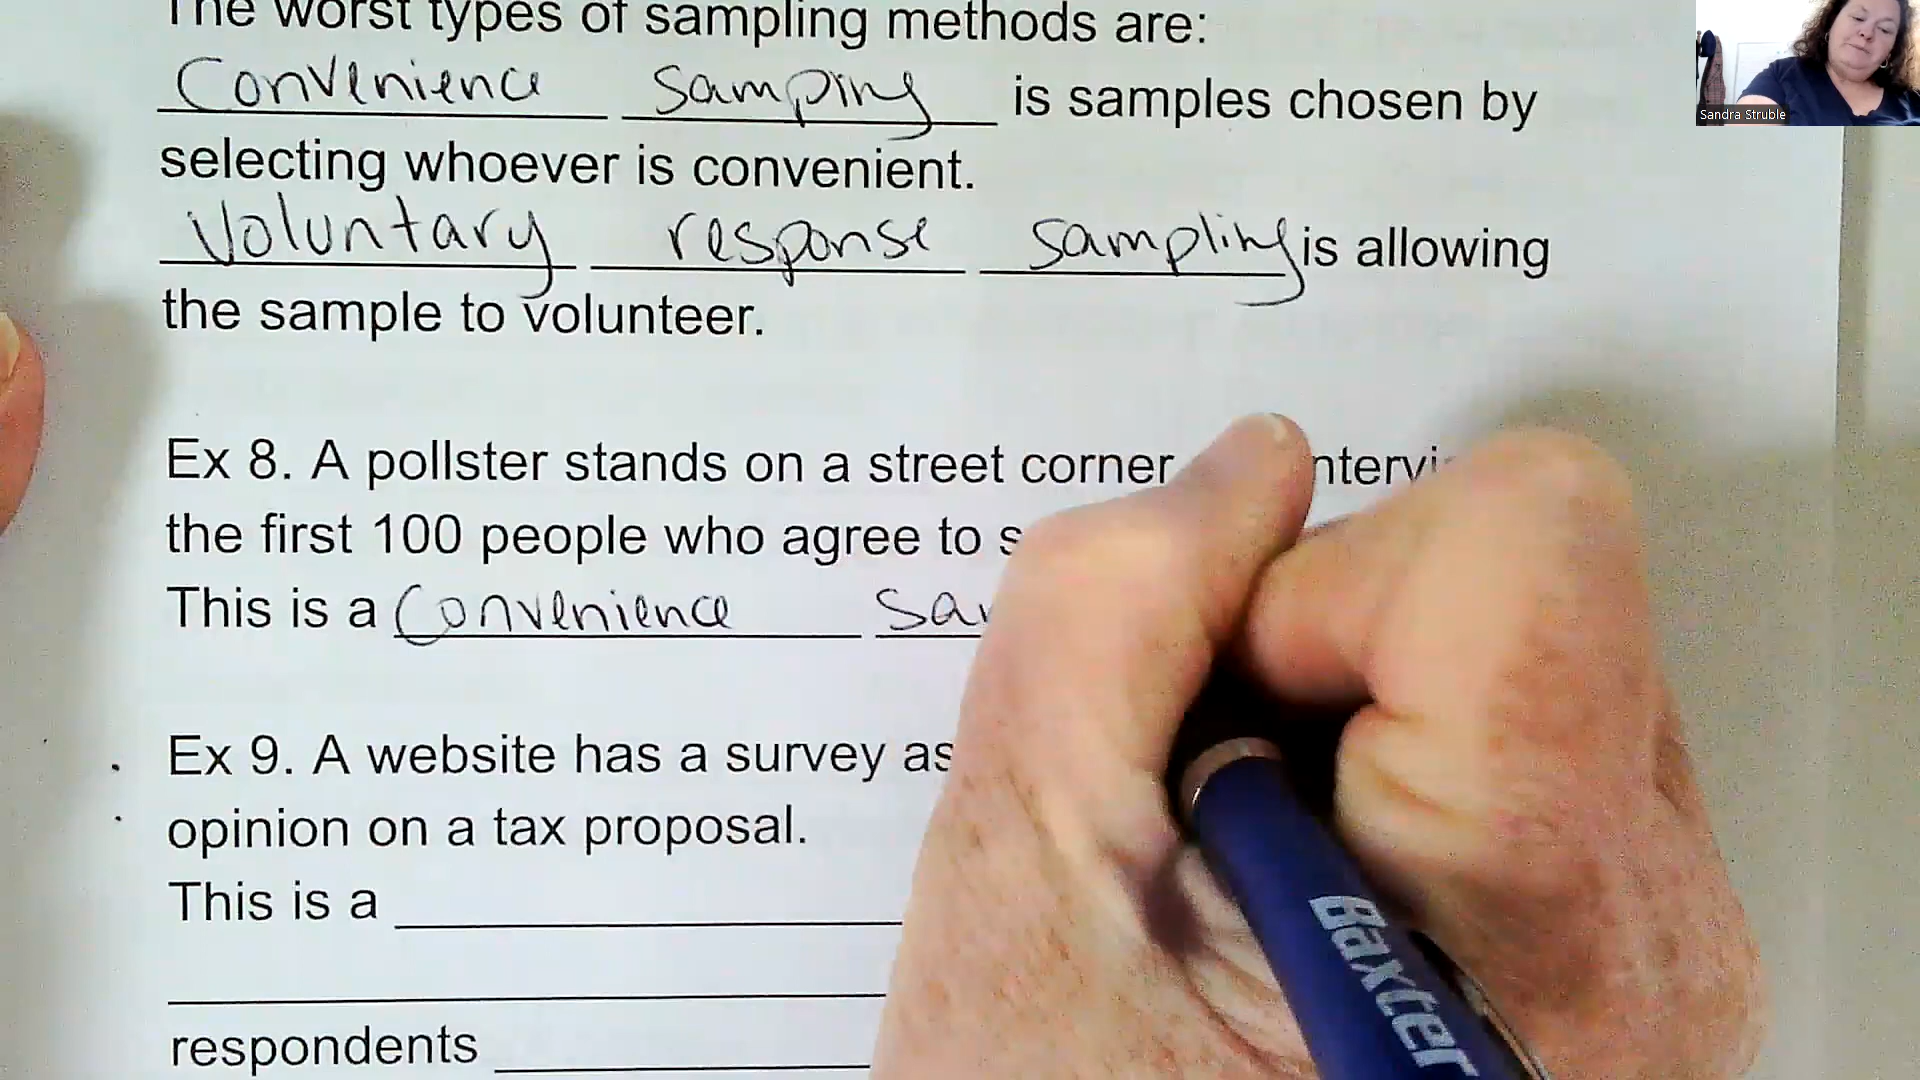 The worst types of sampling methods are:
Convenience samping is samples chosen by
selecting whoever is convenient.
Voluntary response sampling is allowing
the sample to volunteer.
Ex 8. A pollster stands on a street corner
the first 100 people who agree to
This is a Convenience
Ex 9. A website has a survey
opinion on a tax proposal.
This is a
respondents
Baxter
Sandra Struble